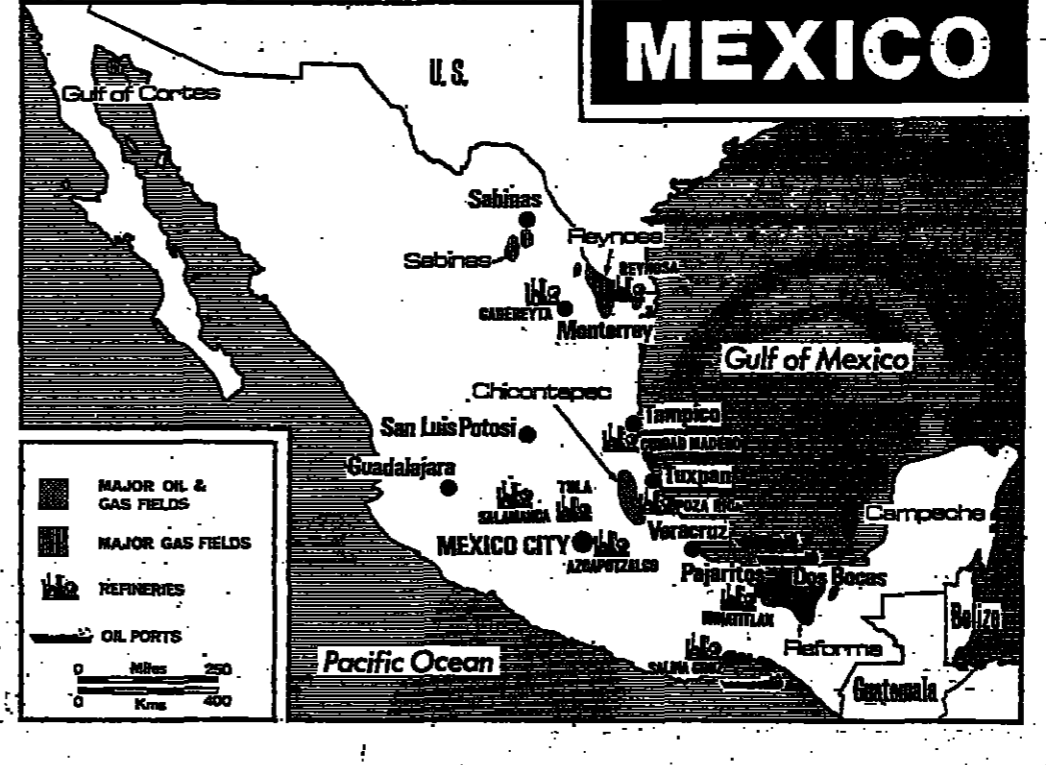 MEXICO
U.S.
Gulf of Cortes
Sabinas
Reynosa
Sabinas
REYNOSA
CADEREYTA
Monterrey
Gulf of Mexico
Chicontepec
Tampico
San Luis Potosi
CIUDAD MADERO
Guadalajara
Tuxpan
TULA
SALAMANCA
POZA RICA
Campeche
Veracruz
MEXICO CITY
AZCAPOTZALCO
Pajaritos
Dos Bocas
MINATITLAN
Belize
Reforma
Pacific Ocean
SALINA CRUZ
Guatemala
MAJOR OIL &
GAS FIELDS
MAJOR GAS FIELDS
REFINERIES
OIL PORTS
0 Miles 250
0 Kms 400